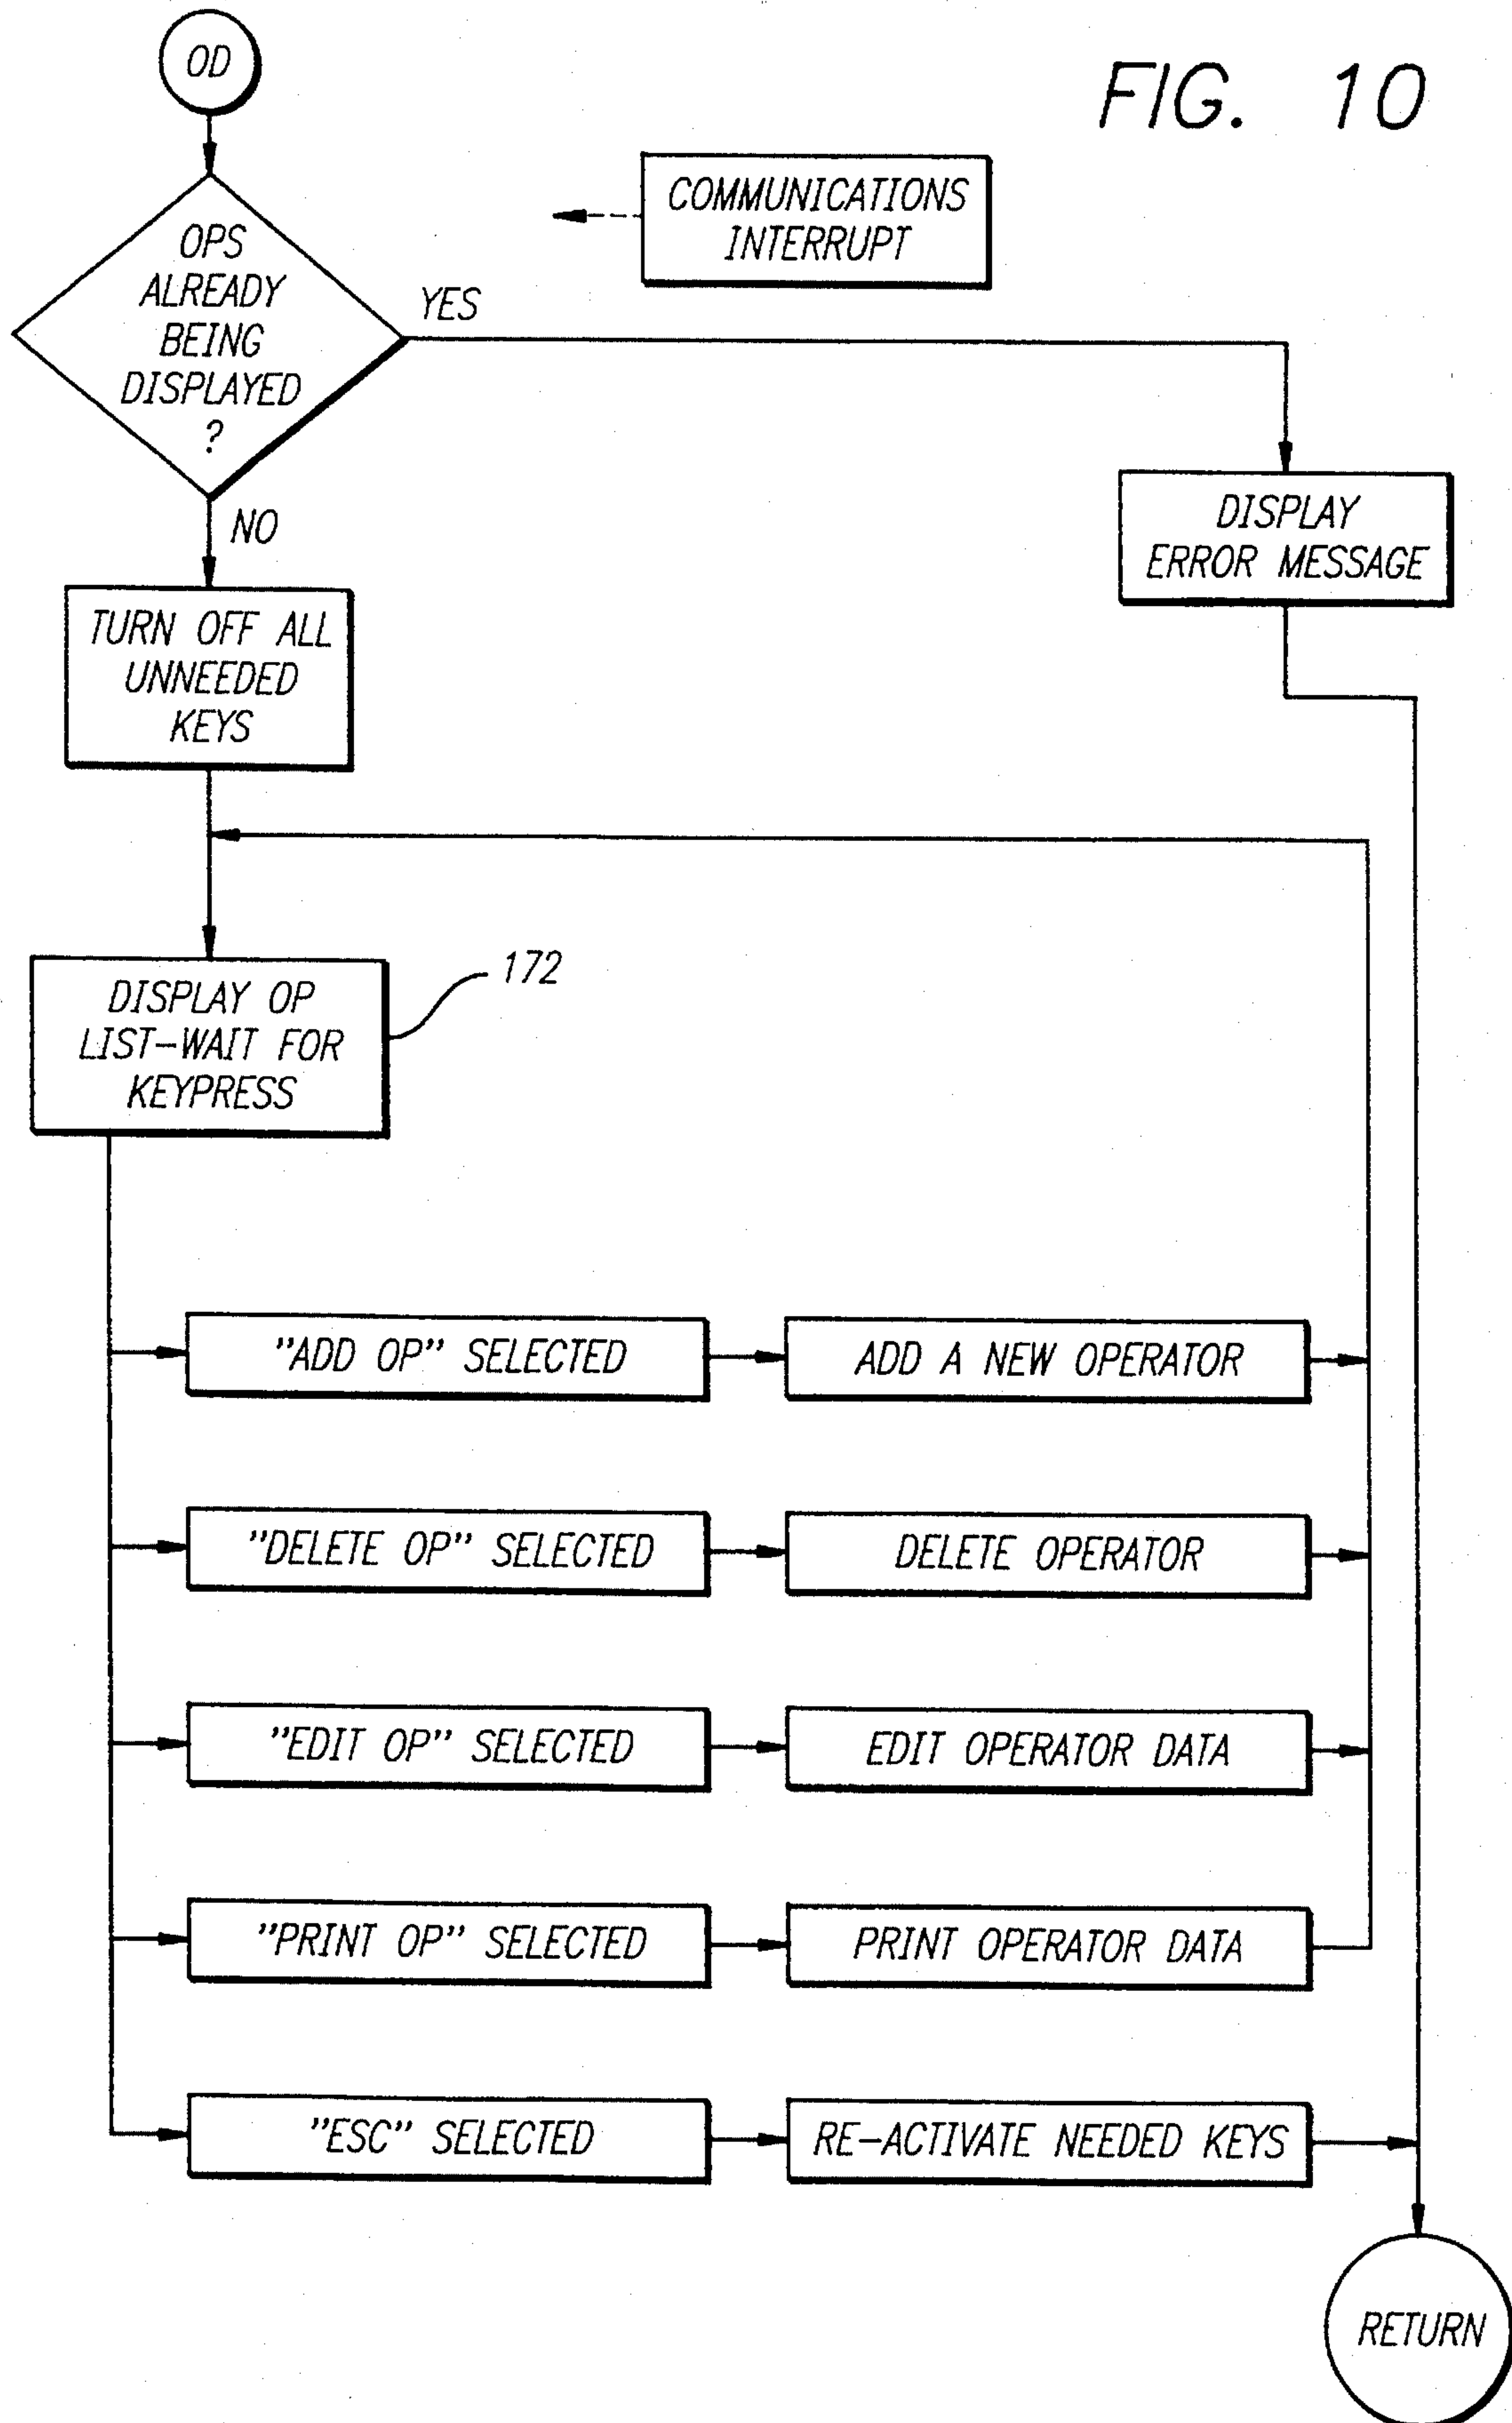 OD
FIG. 10
COMMUNICATIONS
INTERRUPT
OPS
ALREADY
BEING
DISPLAYED
?
YES
NO
DISPLAY
ERROR MESSAGE
TURN OFF ALL
UNNEEDED
KEYS
172
DISPLAY OP
LIST-WAIT FOR
KEYPRESS
"ADD OP" SELECTED
ADD A NEW OPERATOR
"DELETE OP" SELECTED
DELETE OPERATOR
"EDIT OP" SELECTED
EDIT OPERATOR DATA
"PRINT OP" SELECTED
PRINT OPERATOR DATA
"ESC" SELECTED
RE-ACTIVATE NEEDED KEYS
RETURN